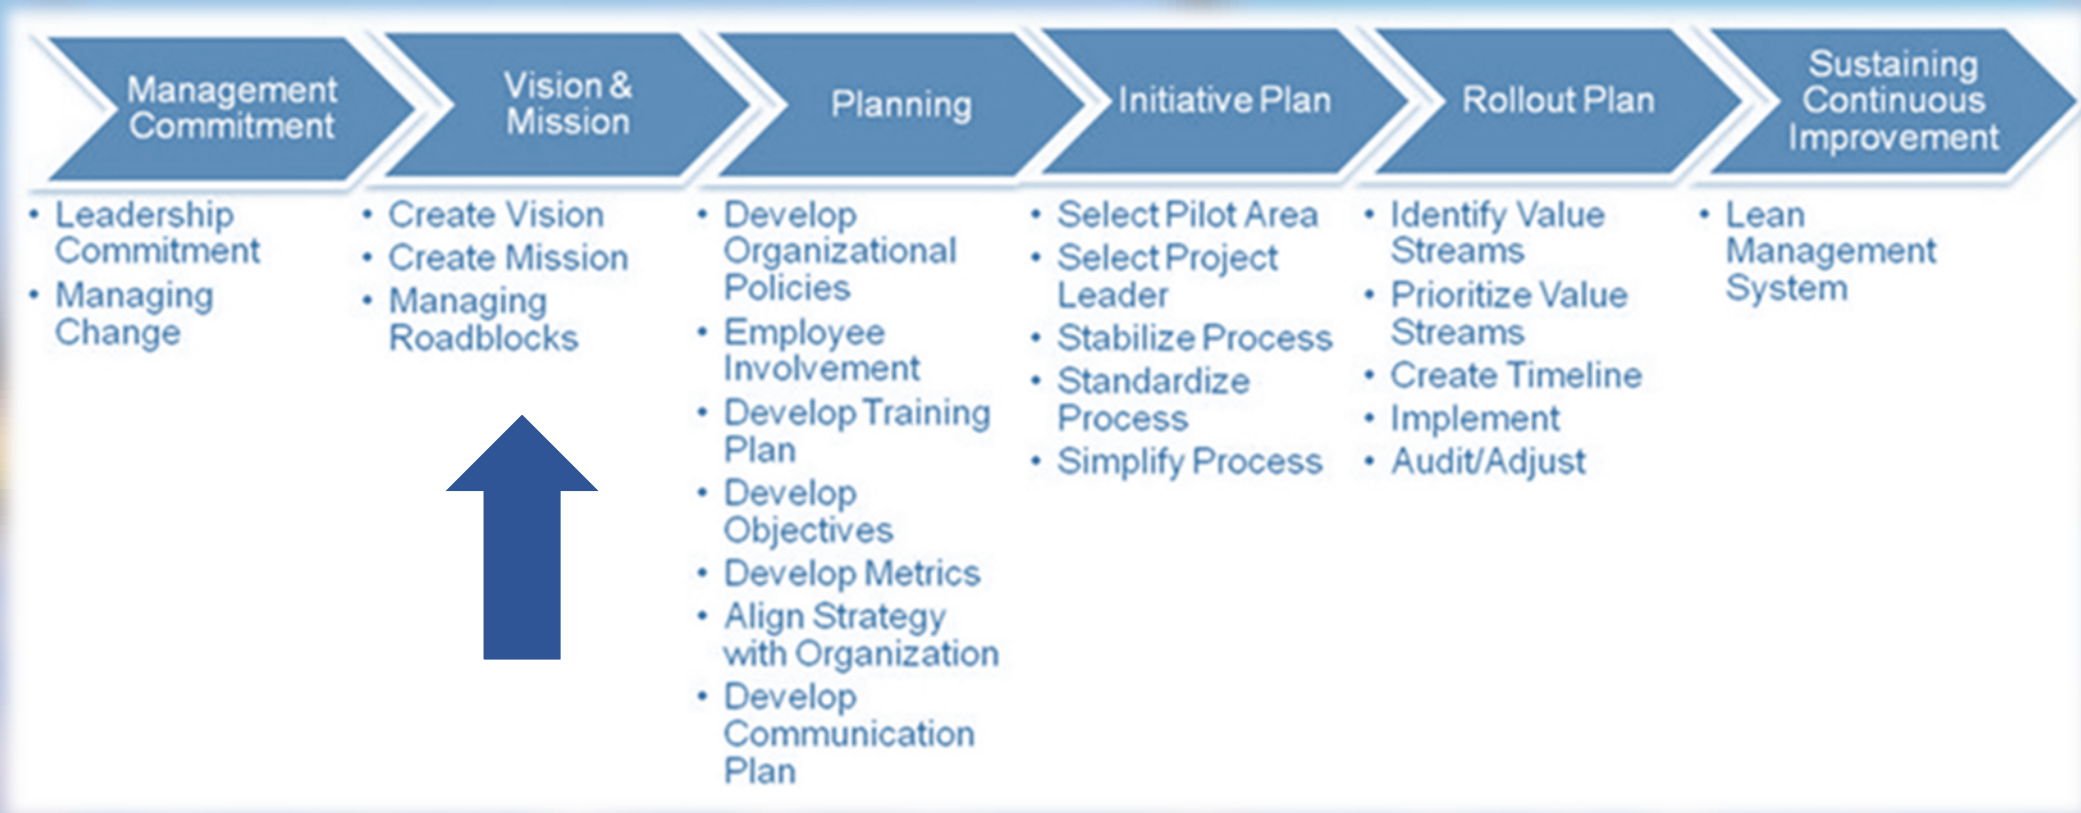 Management
Commitment
• Leadership
Commitment
• Managing
Change
Vision &
Mission
• Create Vision
• Create Mission
• Managing
Roadblocks
Planning
• Develop
Organizational
Policies
• Employee
Involvement
• Develop Training
Plan
• Develop
Objectives
• Develop Metrics
• Align Strategy
with Organization
• Develop
Communication
Plan
Initiative Plan
• Select Pilot Area
• Select Project
Leader
• Stabilize Process
• Standardize
Process
• Simplify Process
Rollout Plan
• Identify Value
Streams
• Prioritize Value
Streams
• Create Timeline
• Implement
• Audit/Adjust
Sustaining
Continuous
Improvement
• Lean
Management
System